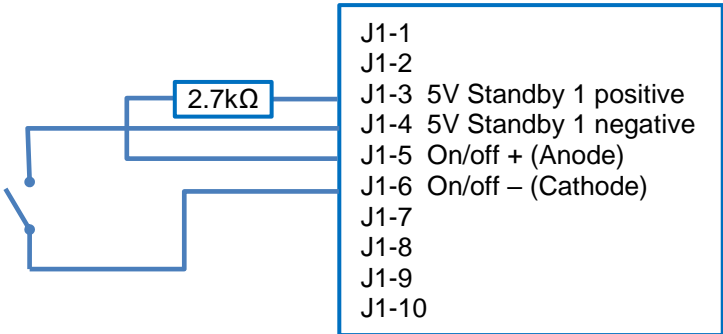 J1-1
J1-2
2.7kΩ
J1-3 5V Standby 1 positive
J1-4 5V Standby 1 negative
J1-5 On/off + (Anode)
J1-6 On/off – (Cathode)
J1-7
J1-8
J1-9
J1-10